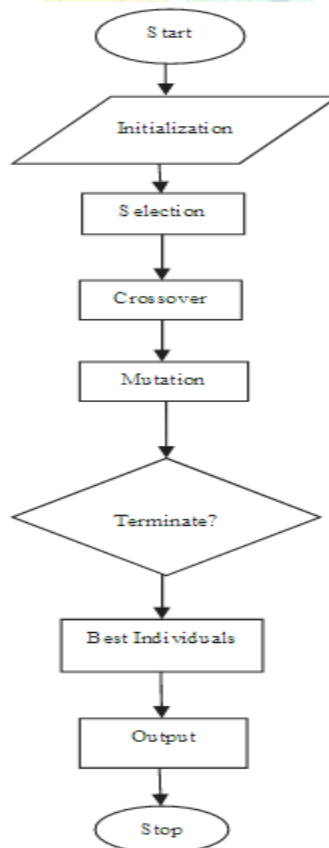 Start
Initialization
Selection
Crossover
Mutation
Terminate?
Best Individuals
Output
Stop